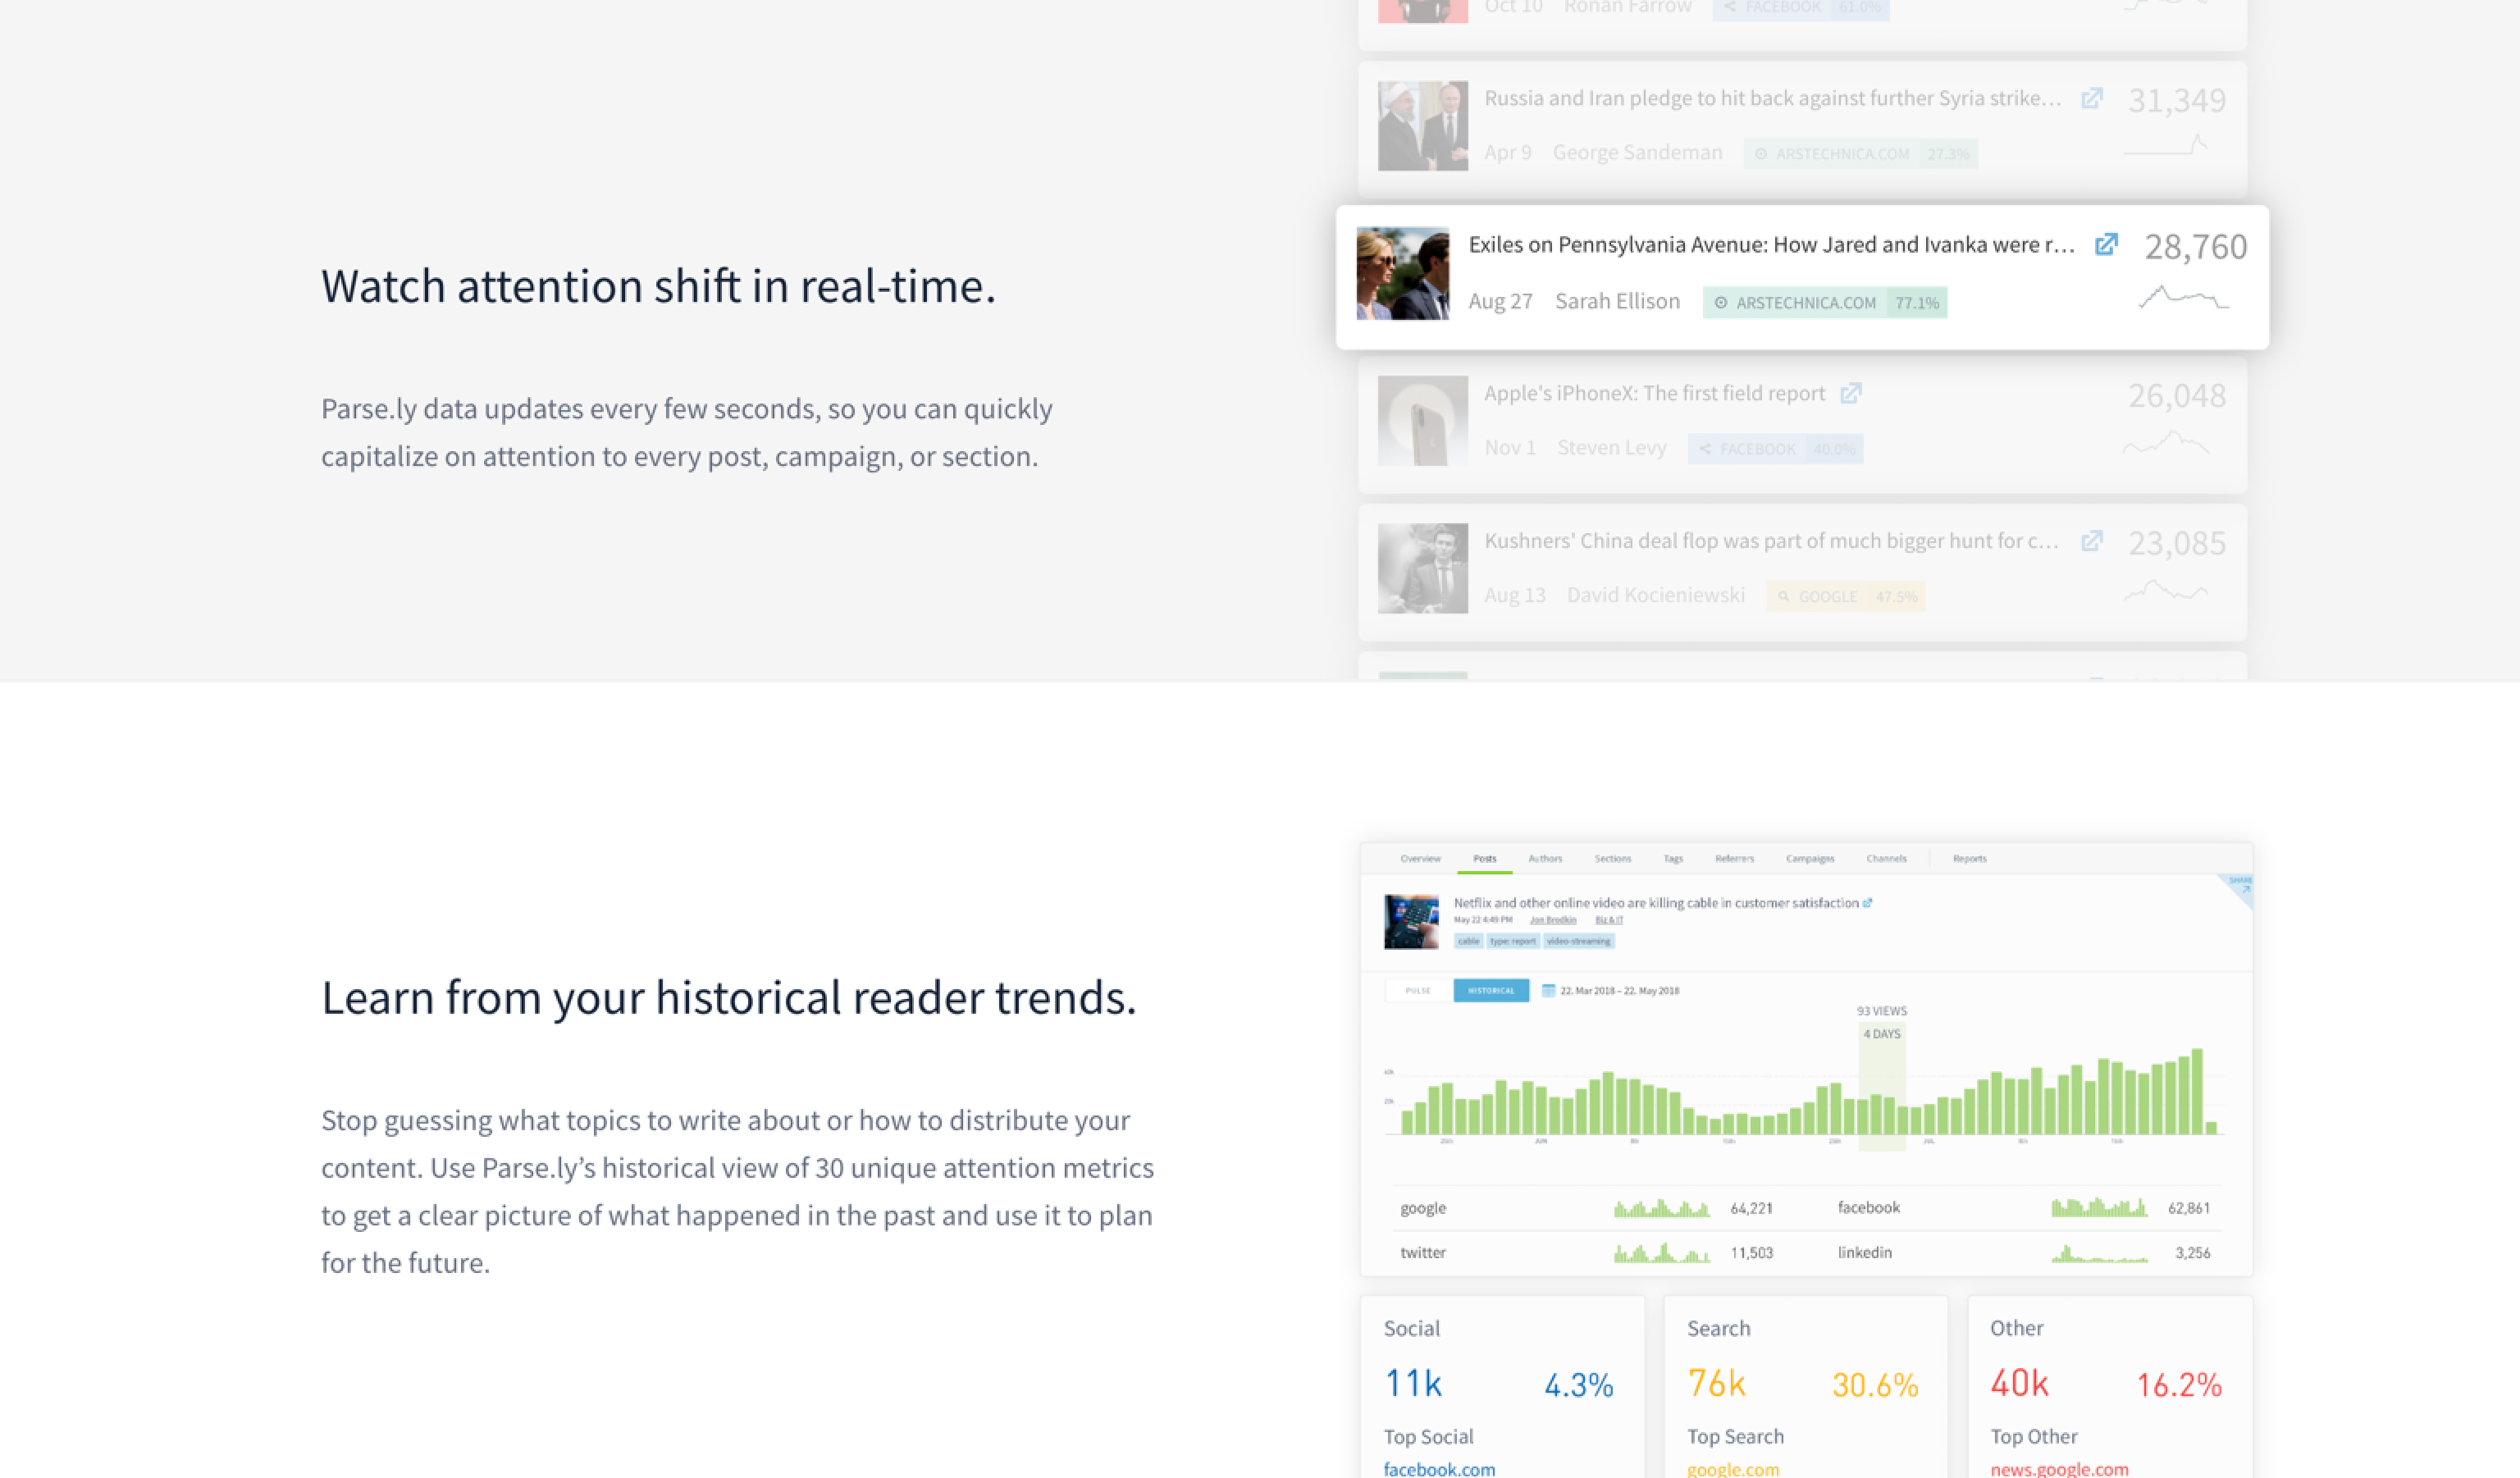 Oct 10 Ronan Farrow FACEBOOK 61.0%
Russia and Iran pledge to hit back against further Syria strike... 31,349
Apr 9 George Sandeman ARSTECHNICA.COM 27.3%
Exiles on Pennsylvania Avenue: How Jared and Ivanka were r... 28,760
Aug 27 Sarah Ellison ARSTECHNICA.COM 77.1%
Watch attention shift in real-time.
Parse.ly data updates every few seconds, so you can quickly
capitalize on attention to every post, campaign, or section.
Apple's iPhoneX: The first field report 26,048
Nov 1 Steven Levy FACEBOOK 40.0%
Kushners' China deal flop was part of much bigger hunt for c... 23,085
Aug 13 David Kocieniewski GOOGLE 47.5%
Learn from your historical reader trends.
Stop guessing what topics to write about or how to distribute your
content. Use Parse.ly’s historical view of 30 unique attention metrics
to get a clear picture of what happened in the past and use it to plan
for the future.
Overview Posts Authors Sections Tags Referrers Campaigns Channels Reports
SHARE
Netflix and other online video are killing cable in customer satisfaction
May 22 4:49 PM Jon Brodkin Biz & IT
cable type: report video-streaming
PULSE HISTORICAL 22. Mar 2018 – 22. May 2018
93 VIEWS
4 DAYS
JUN JUL
google 64,221 facebook 62,861
twitter 11,503 linkedin 3,256
Social Search Other
11k 4.3% 76k 30.6% 40k 16.2%
Top Social Top Search Top Other
facebook.com google.com news.google.com